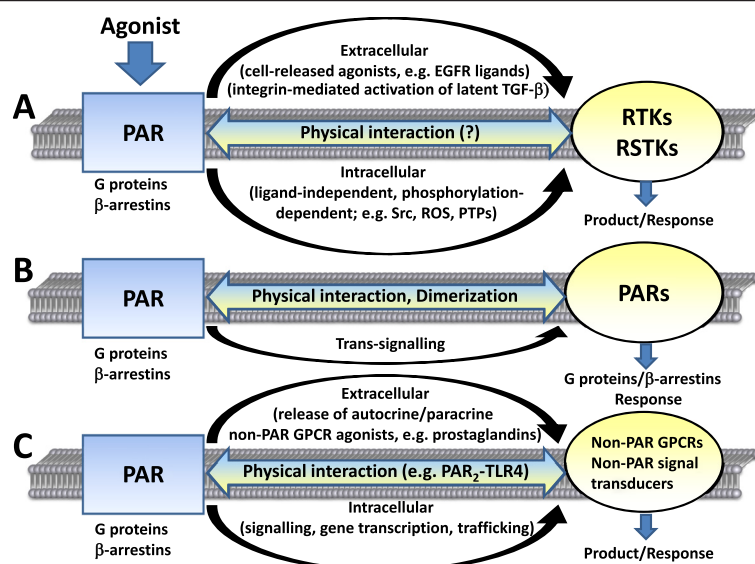 Agonist
Extracellular
(cell-released agonists, e.g. EGFR ligands)
(integrin-mediated activation of latent TGF-β)
A
PAR
Physical interaction (?)
RTKs
RSTKs
G proteins
β-arrestins
Intracellular
(ligand-independent, phosphorylation-
dependent; e.g. Src, ROS, PTPs)
Product/Response
B
PAR
Physical interaction, Dimerization
PARs
G proteins
β-arrestins
Trans-signalling
G proteins/β-arrestins
Response
Extracellular
(release of autocrine/paracrine
non-PAR GPCR agonists, e.g. prostaglandins)
C
PAR
Physical interaction (e.g. PAR₂-TLR4)
Non-PAR GPCRs
Non-PAR signal
transducers
G proteins
β-arrestins
Intracellular
(signalling, gene transcription, trafficking)
Product/Response